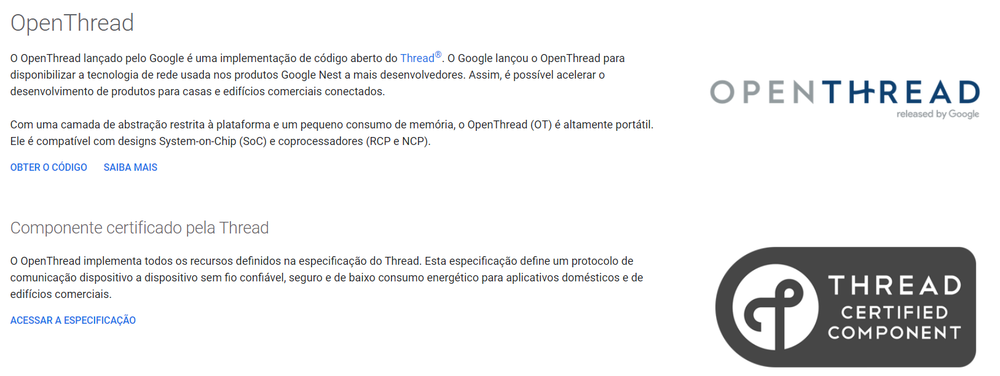 OpenThread
O OpenThread lançado pelo Google é uma implementação de código aberto do Thread®. O Google lançou o OpenThread para
disponibilizar a tecnologia de rede usada nos produtos Google Nest a mais desenvolvedores. Assim, é possível acelerar o
desenvolvimento de produtos para casas e edifícios comerciais conectados.
Com uma camada de abstração restrita à plataforma e um pequeno consumo de memória, o OpenThread (OT) é altamente portátil.
Ele é compatível com designs System-on-Chip (SoC) e coprocessadores (RCP e NCP).
OBTER O CÓDIGO SAIBA MAIS
OPENTHREAD
released by Google
Componente certificado pela Thread
O OpenThread implementa todos os recursos definidos na especificação do Thread. Esta especificação define um protocolo de
comunicação dispositivo a dispositivo sem fio confiável, seguro e de baixo consumo energético para aplicativos domésticos e de
edifícios comerciais.
ACESSAR A ESPECIFICAÇÃO
THREAD
CERTIFIED
COMPONENT